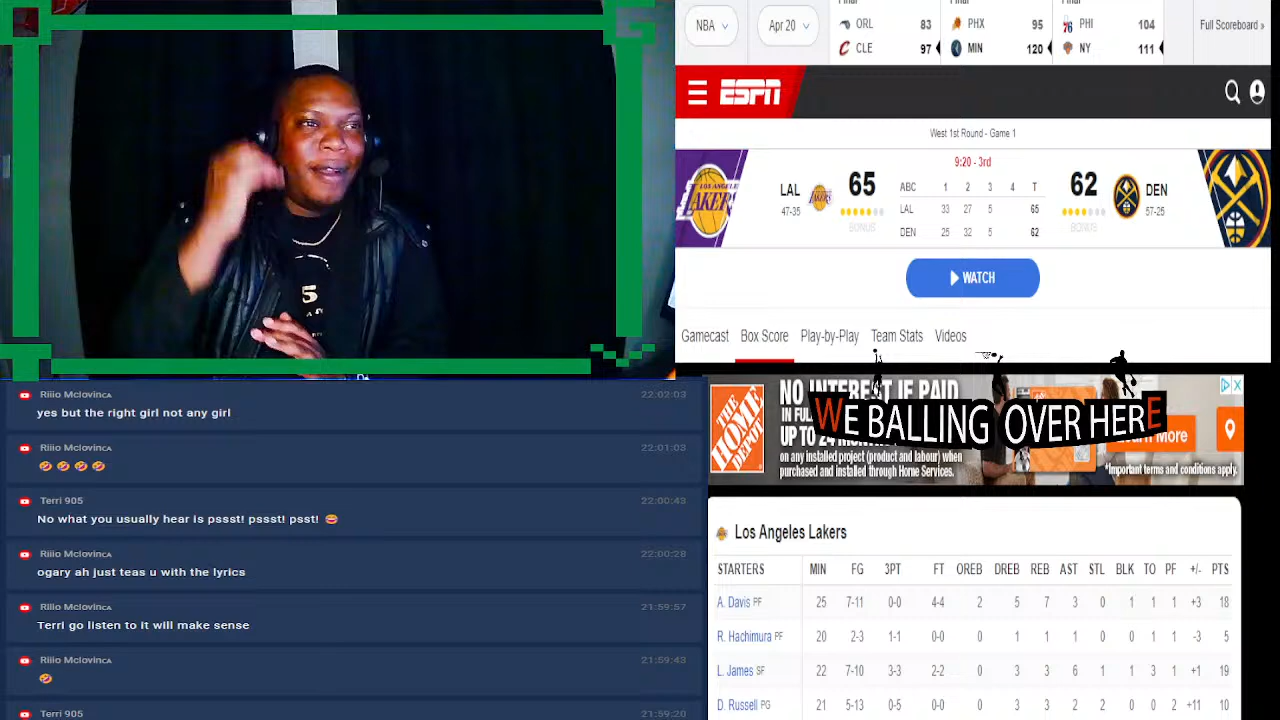 5
Riiio MclovinCA 22:02:03
yes but the right girl not any girl
Riiio MclovinCA 22:01:03
🤣 🤣 🤣 🤣
Terri 905 22:00:43
No what you usually hear is pssst! pssst! psst!
Riiio MclovinCA 22:00:28
ogary ah just teas u with the lyrics
Riiio MclovinCA 21:59:57
Terri go listen to it will make sense
Riiio MclovinCA 21:59:43
🤣
Terri 905 21:59:20
NBA
Apr 20
ORL 83
CLE 97
PHX 95
MIN 120
PHI 104
NY 111
Full Scoreboard »
ESPN
West 1st Round - Game 1
9:20 - 3rd
LOS ANGELES
LAKERS
LAL
47-35
65
BONUS
ABC 1 2 3 4 T
LAL 33 27 5 65
DEN 25 32 5 62
62
BONUS
DEN
57-25
WATCH
Gamecast Box Score Play-by-Play Team Stats Videos
THE HOME DEPOT
NO INTEREST IF PAID
IN FUL
UP TO 24
on any installed project (product and labour) when
purchased and installed through Home Services.
WE BALLING OVER HERE
Learn More
*Important terms and conditions apply.
Los Angeles Lakers
STARTERS MIN FG 3PT FT OREB DREB REB AST STL BLK TO PF +/- PTS
A. Davis PF 25 7-11 0-0 4-4 2 5 7 3 0 1 1 1 +3 18
R. Hachimura PF 20 2-3 1-1 0-0 0 1 1 1 0 0 1 1 -3 5
L. James SF 22 7-10 3-3 2-2 0 3 3 6 1 1 3 1 +1 19
D. Russell PG 21 5-13 0-5 0-0 0 3 3 2 2 0 0 2 +11 10